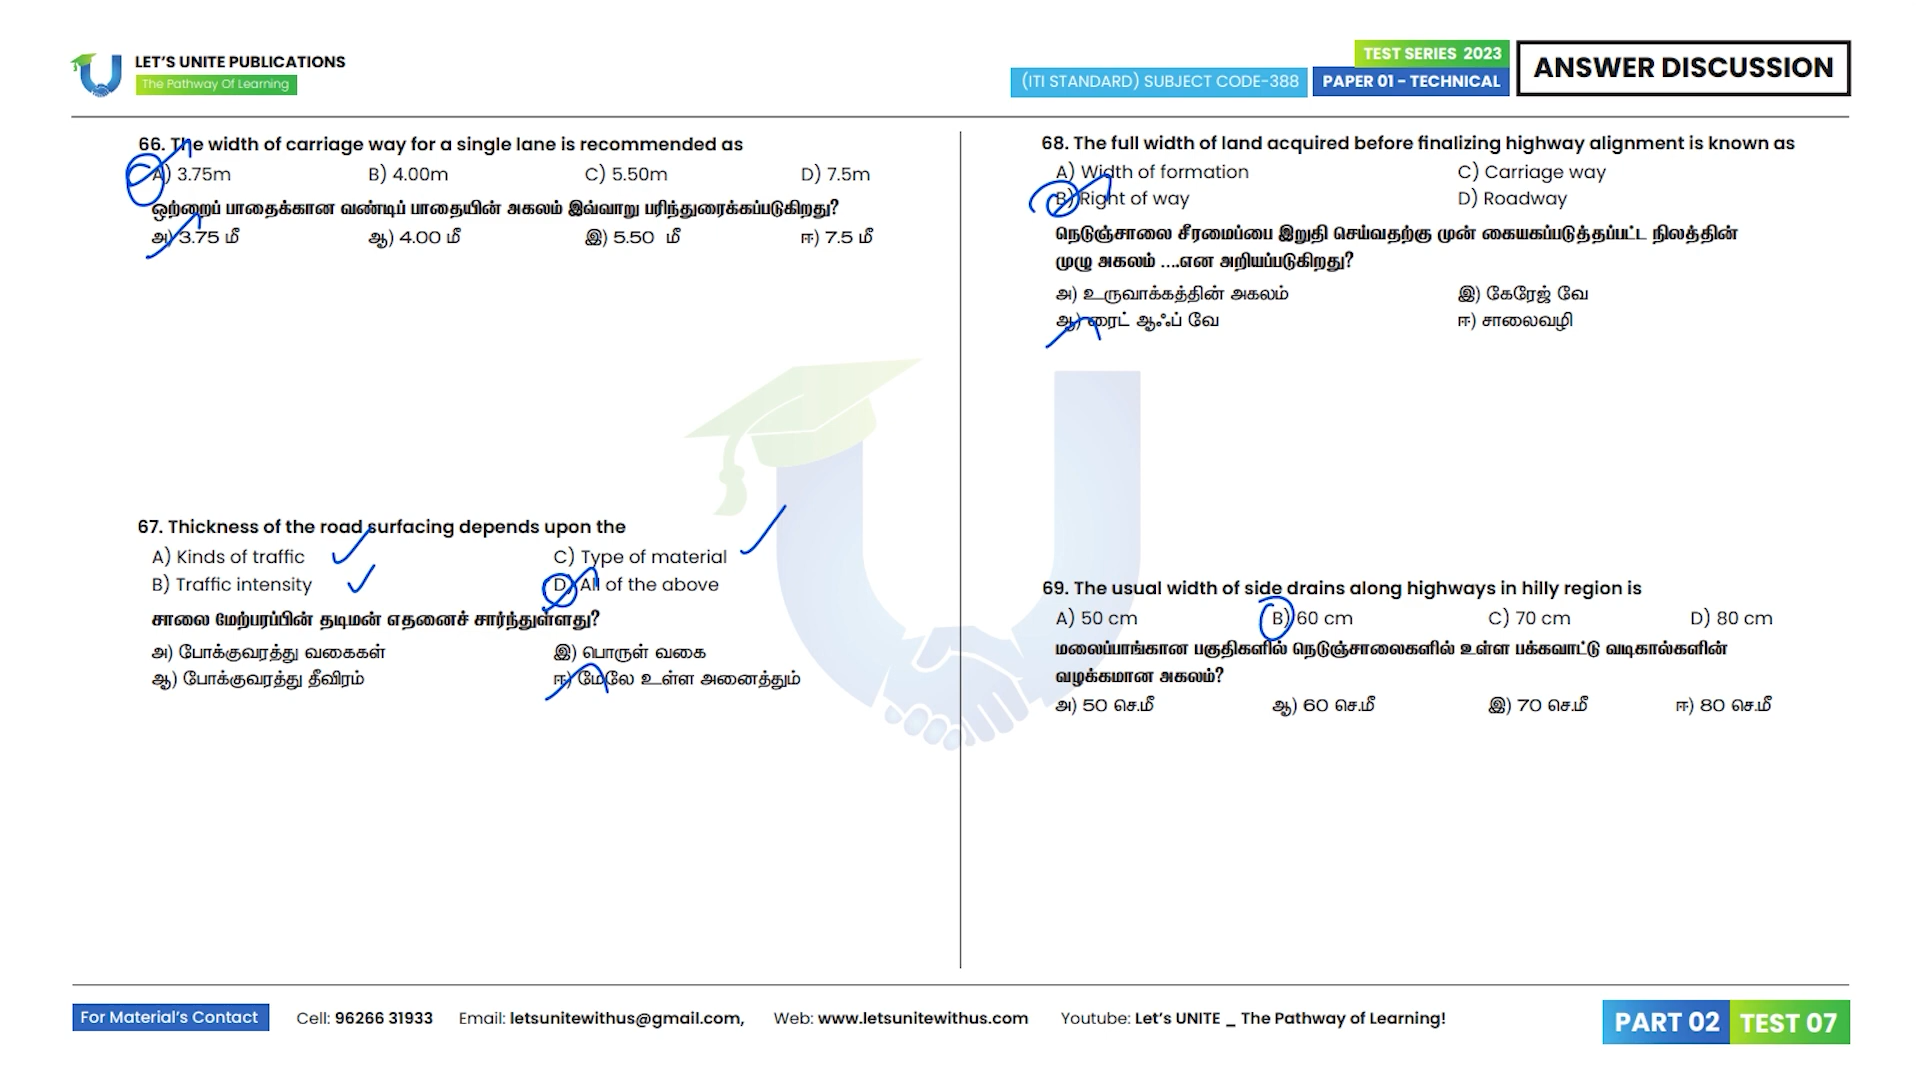 LET'S UNITE PUBLICATIONS
The Pathway Of Learning
TEST SERIES 2023
(ITI STANDARD) SUBJECT CODE-388
PAPER 01 - TECHNICAL
ANSWER DISCUSSION
66. The width of carriage way for a single lane is recommended as
A) 3.75m B) 4.00m C) 5.50m D) 7.5m
ஒற்றைப் பாதைக்கான வண்டிப் பாதையின் அகலம் இவ்வாறு பரிந்துரைக்கப்படுகிறது?
அ) 3.75 மீ ஆ) 4.00 மீ இ) 5.50 மீ ஈ) 7.5 மீ
67. Thickness of the road surfacing depends upon the
A) Kinds of traffic C) Type of material
B) Traffic intensity D) All of the above
சாலை மேற்பரப்பின் தடிமன் எதனைச் சார்ந்துள்ளது?
அ) போக்குவரத்து வகைகள் இ) பொருள் வகை
ஆ) போக்குவரத்து தீவிரம் ஈ) மேலே உள்ள அனைத்தும்
68. The full width of land acquired before finalizing highway alignment is known as
A) Width of formation C) Carriage way
B) Right of way D) Roadway
நெடுஞ்சாலை சீரமைப்பை இறுதி செய்வதற்கு முன் கையகப்படுத்தப்பட்ட நிலத்தின்
முழு அகலம் ....என அறியப்படுகிறது?
அ) உருவாக்கத்தின் அகலம் இ) கேரேஜ் வே
ஆ) ரைட் ஆஃப் வே ஈ) சாலைவழி
69. The usual width of side drains along highways in hilly region is
A) 50 cm B) 60 cm C) 70 cm D) 80 cm
மலைப்பாங்கான பகுதிகளில் நெடுஞ்சாலைகளில் உள்ள பக்கவாட்டு வடிகால்களின்
வழக்கமான அகலம்?
அ) 50 செ.மீ ஆ) 60 செ.மீ இ) 70 செ.மீ ஈ) 80 செ.மீ
For Material's Contact Cell: 96266 31933 Email: letsunitewithus@gmail.com, Web: www.letsunitewithus.com Youtube: Let's UNITE _ The Pathway of Learning!
PART 02 TEST 07